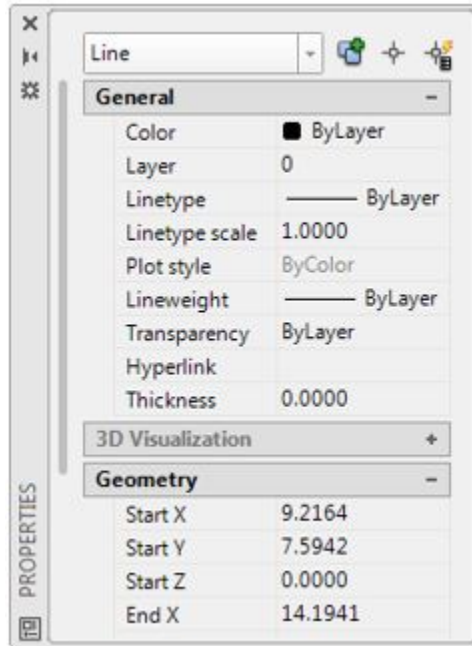 Line
General
Color ByLayer
Layer 0
Linetype ByLayer
Linetype scale 1.0000
Plot style ByColor
Lineweight ByLayer
Transparency ByLayer
Hyperlink
Thickness 0.0000
3D Visualization
Geometry
Start X 9.2164
Start Y 7.5942
Start Z 0.0000
End X 14.1941
PROPERTIES